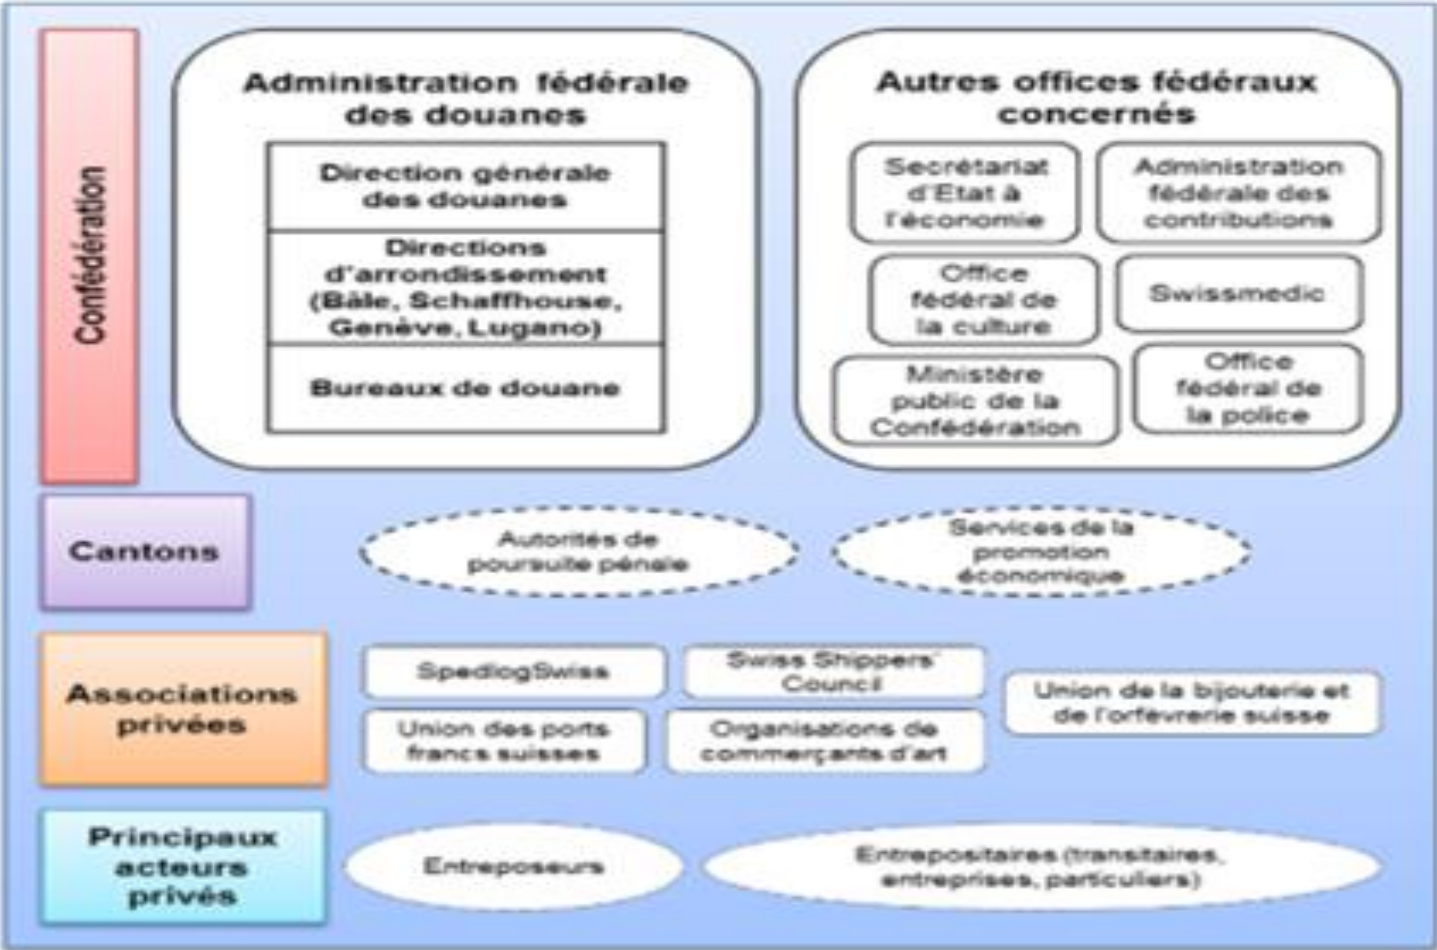 Confédération
Administration fédérale
des douanes
Direction générale
des douanes
Directions
d'arrondissement
(Bâle, Schaffhouse,
Genève, Lugano)
Bureaux de douane
Autres offices fédéraux
concernés
Secrétariat
d'Etat à
l'économie
Administration
fédérale des
contributions
Office
fédéral de
la culture
Swissmedic
Ministère
public de la
Confédération
Office
fédéral de
la police
Cantons
Autorités de
poursuite pénale
Services de la
promotion
économique
Associations
privées
SpedlogSwiss
Swiss Shippers'
Council
Union de la bijouterie et
de l'orfèvrerie suisse
Union des ports
francs suisses
Organisations de
commerçants d'art
Principaux
acteurs
privés
Entreposeurs
Entrepositaires (transitaires,
entreprises, particuliers)